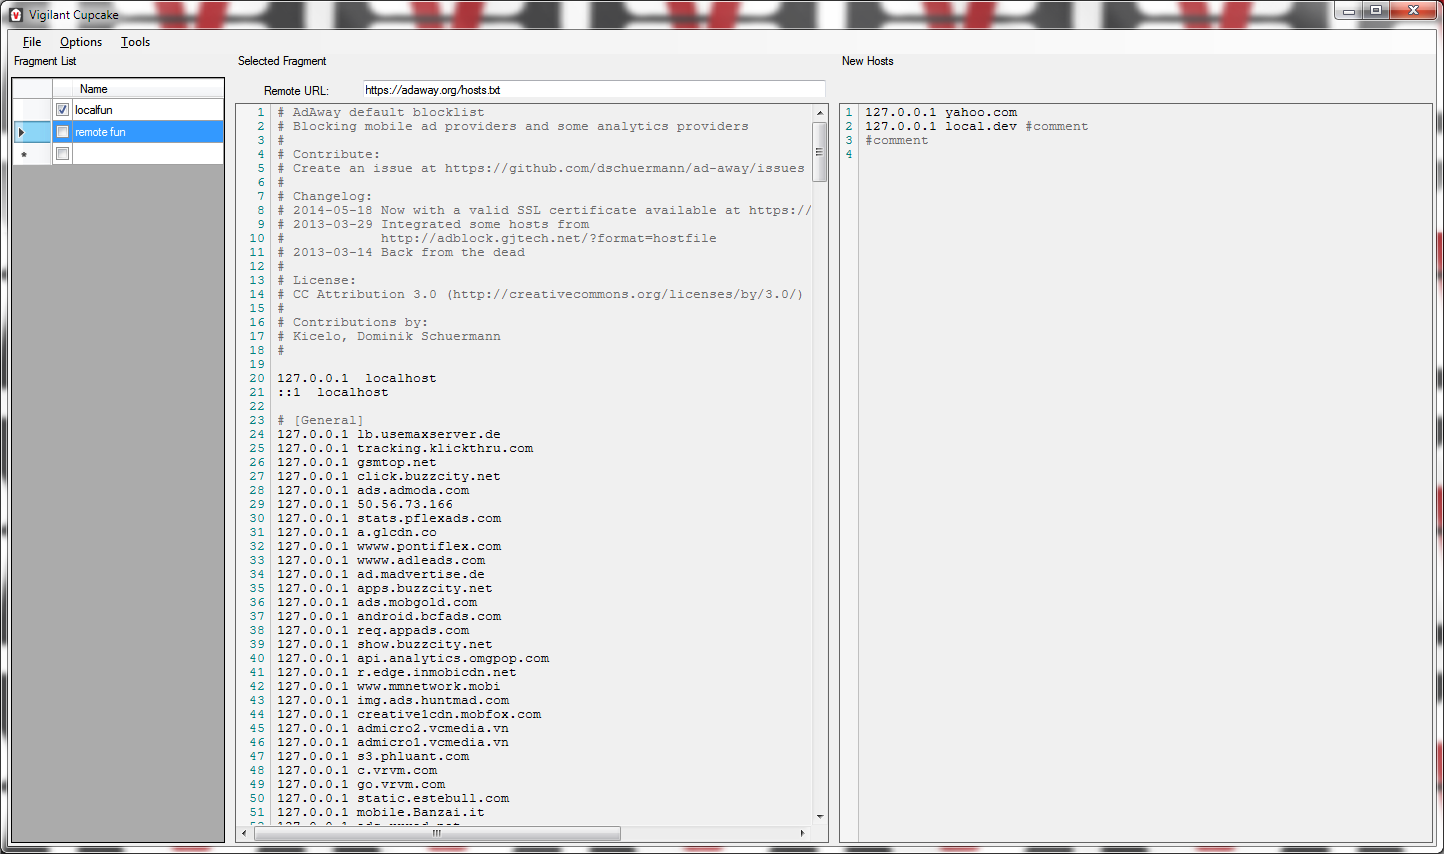 Vigilant Cupcake
File Options Tools
Fragment List
Name
localfun
remote fun
*
Selected Fragment
Remote URL: https://adaway.org/hosts.txt
1 # AdAway default blocklist
2 # Blocking mobile ad providers and some analytics providers
3 #
4 # Contribute:
5 # Create an issue at https://github.com/dschuermann/ad-away/issues
6 #
7 # Changelog:
8 # 2014-05-18 Now with a valid SSL certificate available at https://
9 # 2013-03-29 Integrated some hosts from
10 # http://adblock.gjtech.net/?format=hostfile
11 # 2013-03-14 Back from the dead
12 #
13 # License:
14 # CC Attribution 3.0 (http://creativecommons.org/licenses/by/3.0/)
15 #
16 # Contributions by:
17 # Kicelo, Dominik Schuermann
18 #
19
20 127.0.0.1  localhost
21 ::1  localhost
22
23 # [General]
24 127.0.0.1 lb.usemaxserver.de
25 127.0.0.1 tracking.klickthru.com
26 127.0.0.1 gsmtop.net
27 127.0.0.1 click.buzzcity.net
28 127.0.0.1 ads.admoda.com
29 127.0.0.1 50.56.73.166
30 127.0.0.1 stats.pflexads.com
31 127.0.0.1 a.glcdn.co
32 127.0.0.1 wwww.pontiflex.com
33 127.0.0.1 wwww.adleads.com
34 127.0.0.1 ad.madvertise.de
35 127.0.0.1 apps.buzzcity.net
36 127.0.0.1 ads.mobgold.com
37 127.0.0.1 android.bcfads.com
38 127.0.0.1 req.appads.com
39 127.0.0.1 show.buzzcity.net
40 127.0.0.1 api.analytics.omgpop.com
41 127.0.0.1 r.edge.inmobicdn.net
42 127.0.0.1 www.mmnetwork.mobi
43 127.0.0.1 img.ads.huntmad.com
44 127.0.0.1 creative1cdn.mobfox.com
45 127.0.0.1 admicro2.vcmedia.vn
46 127.0.0.1 admicro1.vcmedia.vn
47 127.0.0.1 s3.phluant.com
48 127.0.0.1 c.vrvm.com
49 127.0.0.1 go.vrvm.com
50 127.0.0.1 static.estebull.com
51 127.0.0.1 mobile.Banzai.it
New Hosts
1 127.0.0.1 yahoo.com
2 127.0.0.1 local.dev #comment
3 #comment
4